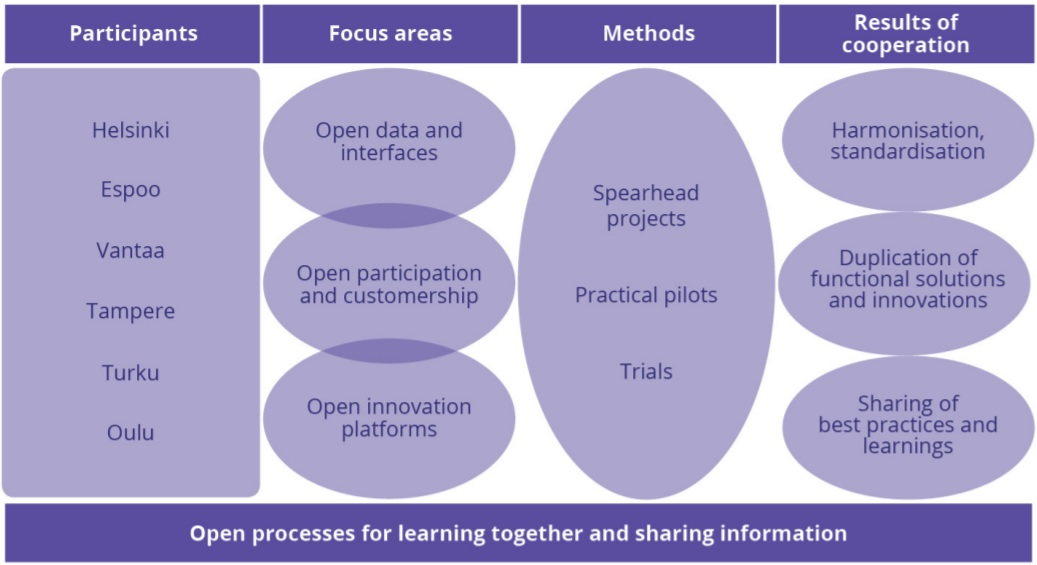 Participants
Focus areas
Methods
Results of
cooperation
Helsinki
Espoo
Vantaa
Tampere
Turku
Oulu
Open data and
interfaces
Open participation
and customership
Open innovation
platforms
Spearhead
projects
Practical pilots
Trials
Harmonisation,
standardisation
Duplication of
functional solutions
and innovations
Sharing of
best practices and
learnings
Open processes for learning together and sharing information